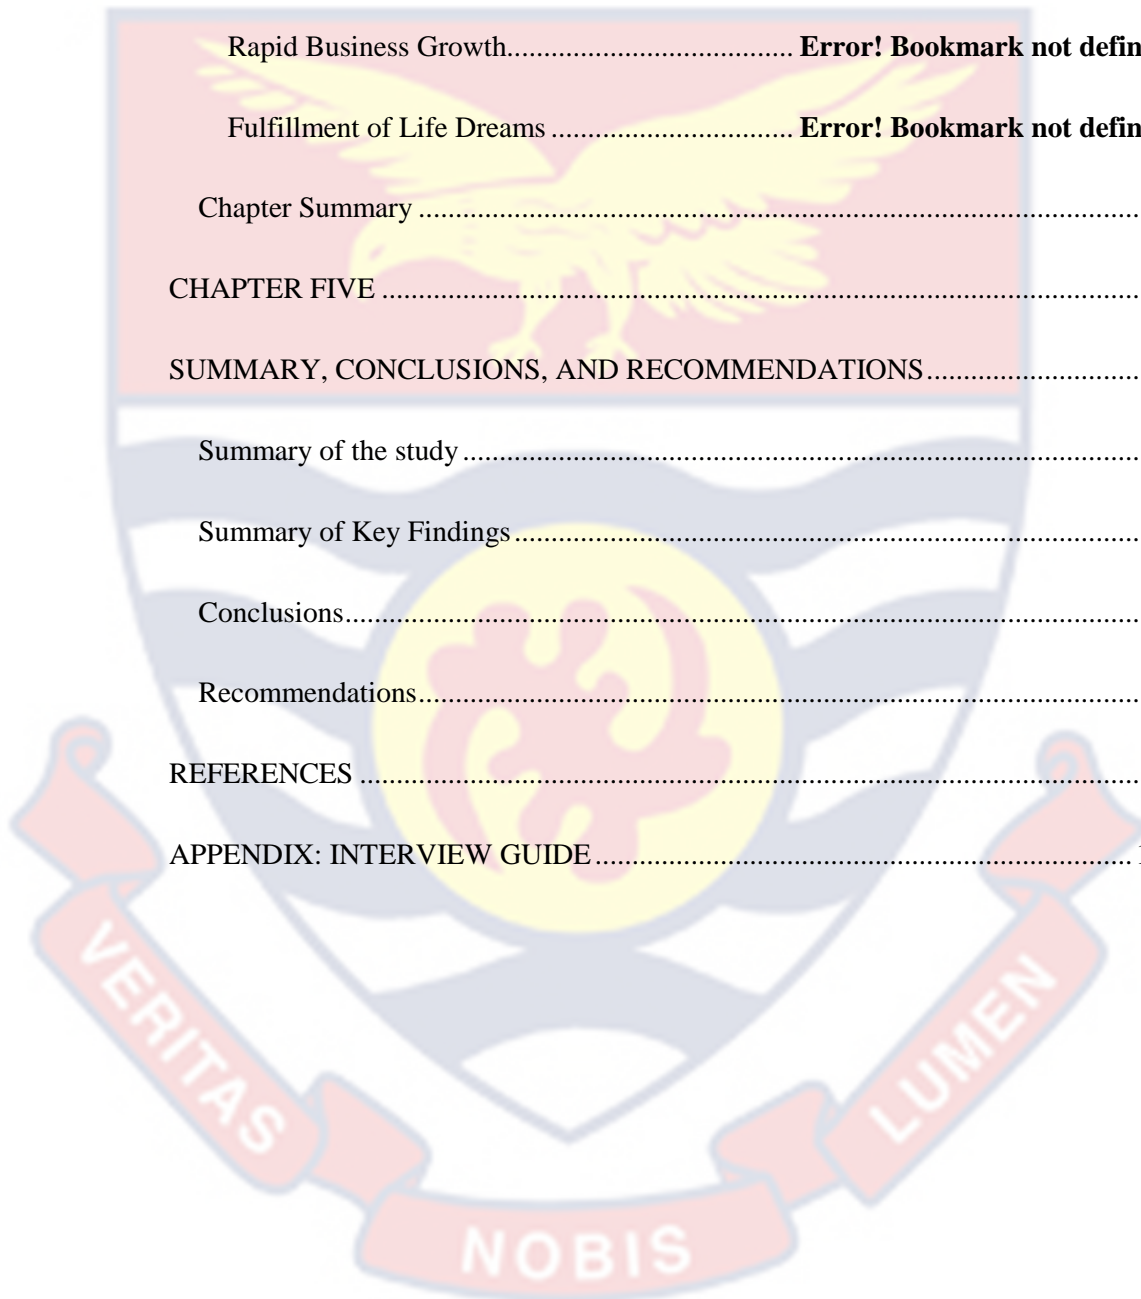 Rapid Business Growth............................... Error! Bookmark not defin
Fulfillment of Life Dreams .......................... Error! Bookmark not defin
Chapter Summary ................................................................................
CHAPTER FIVE ....................................................................................
SUMMARY, CONCLUSIONS, AND RECOMMENDATIONS............................
Summary of the study ..........................................................................
Summary of Key Findings ....................................................................
Conclusions.........................................................................................
Recommendations................................................................................
REFERENCES .....................................................................................
APPENDIX: INTERVIEW GUIDE ...........................................................
VERITAS
NOBIS
LUMEN